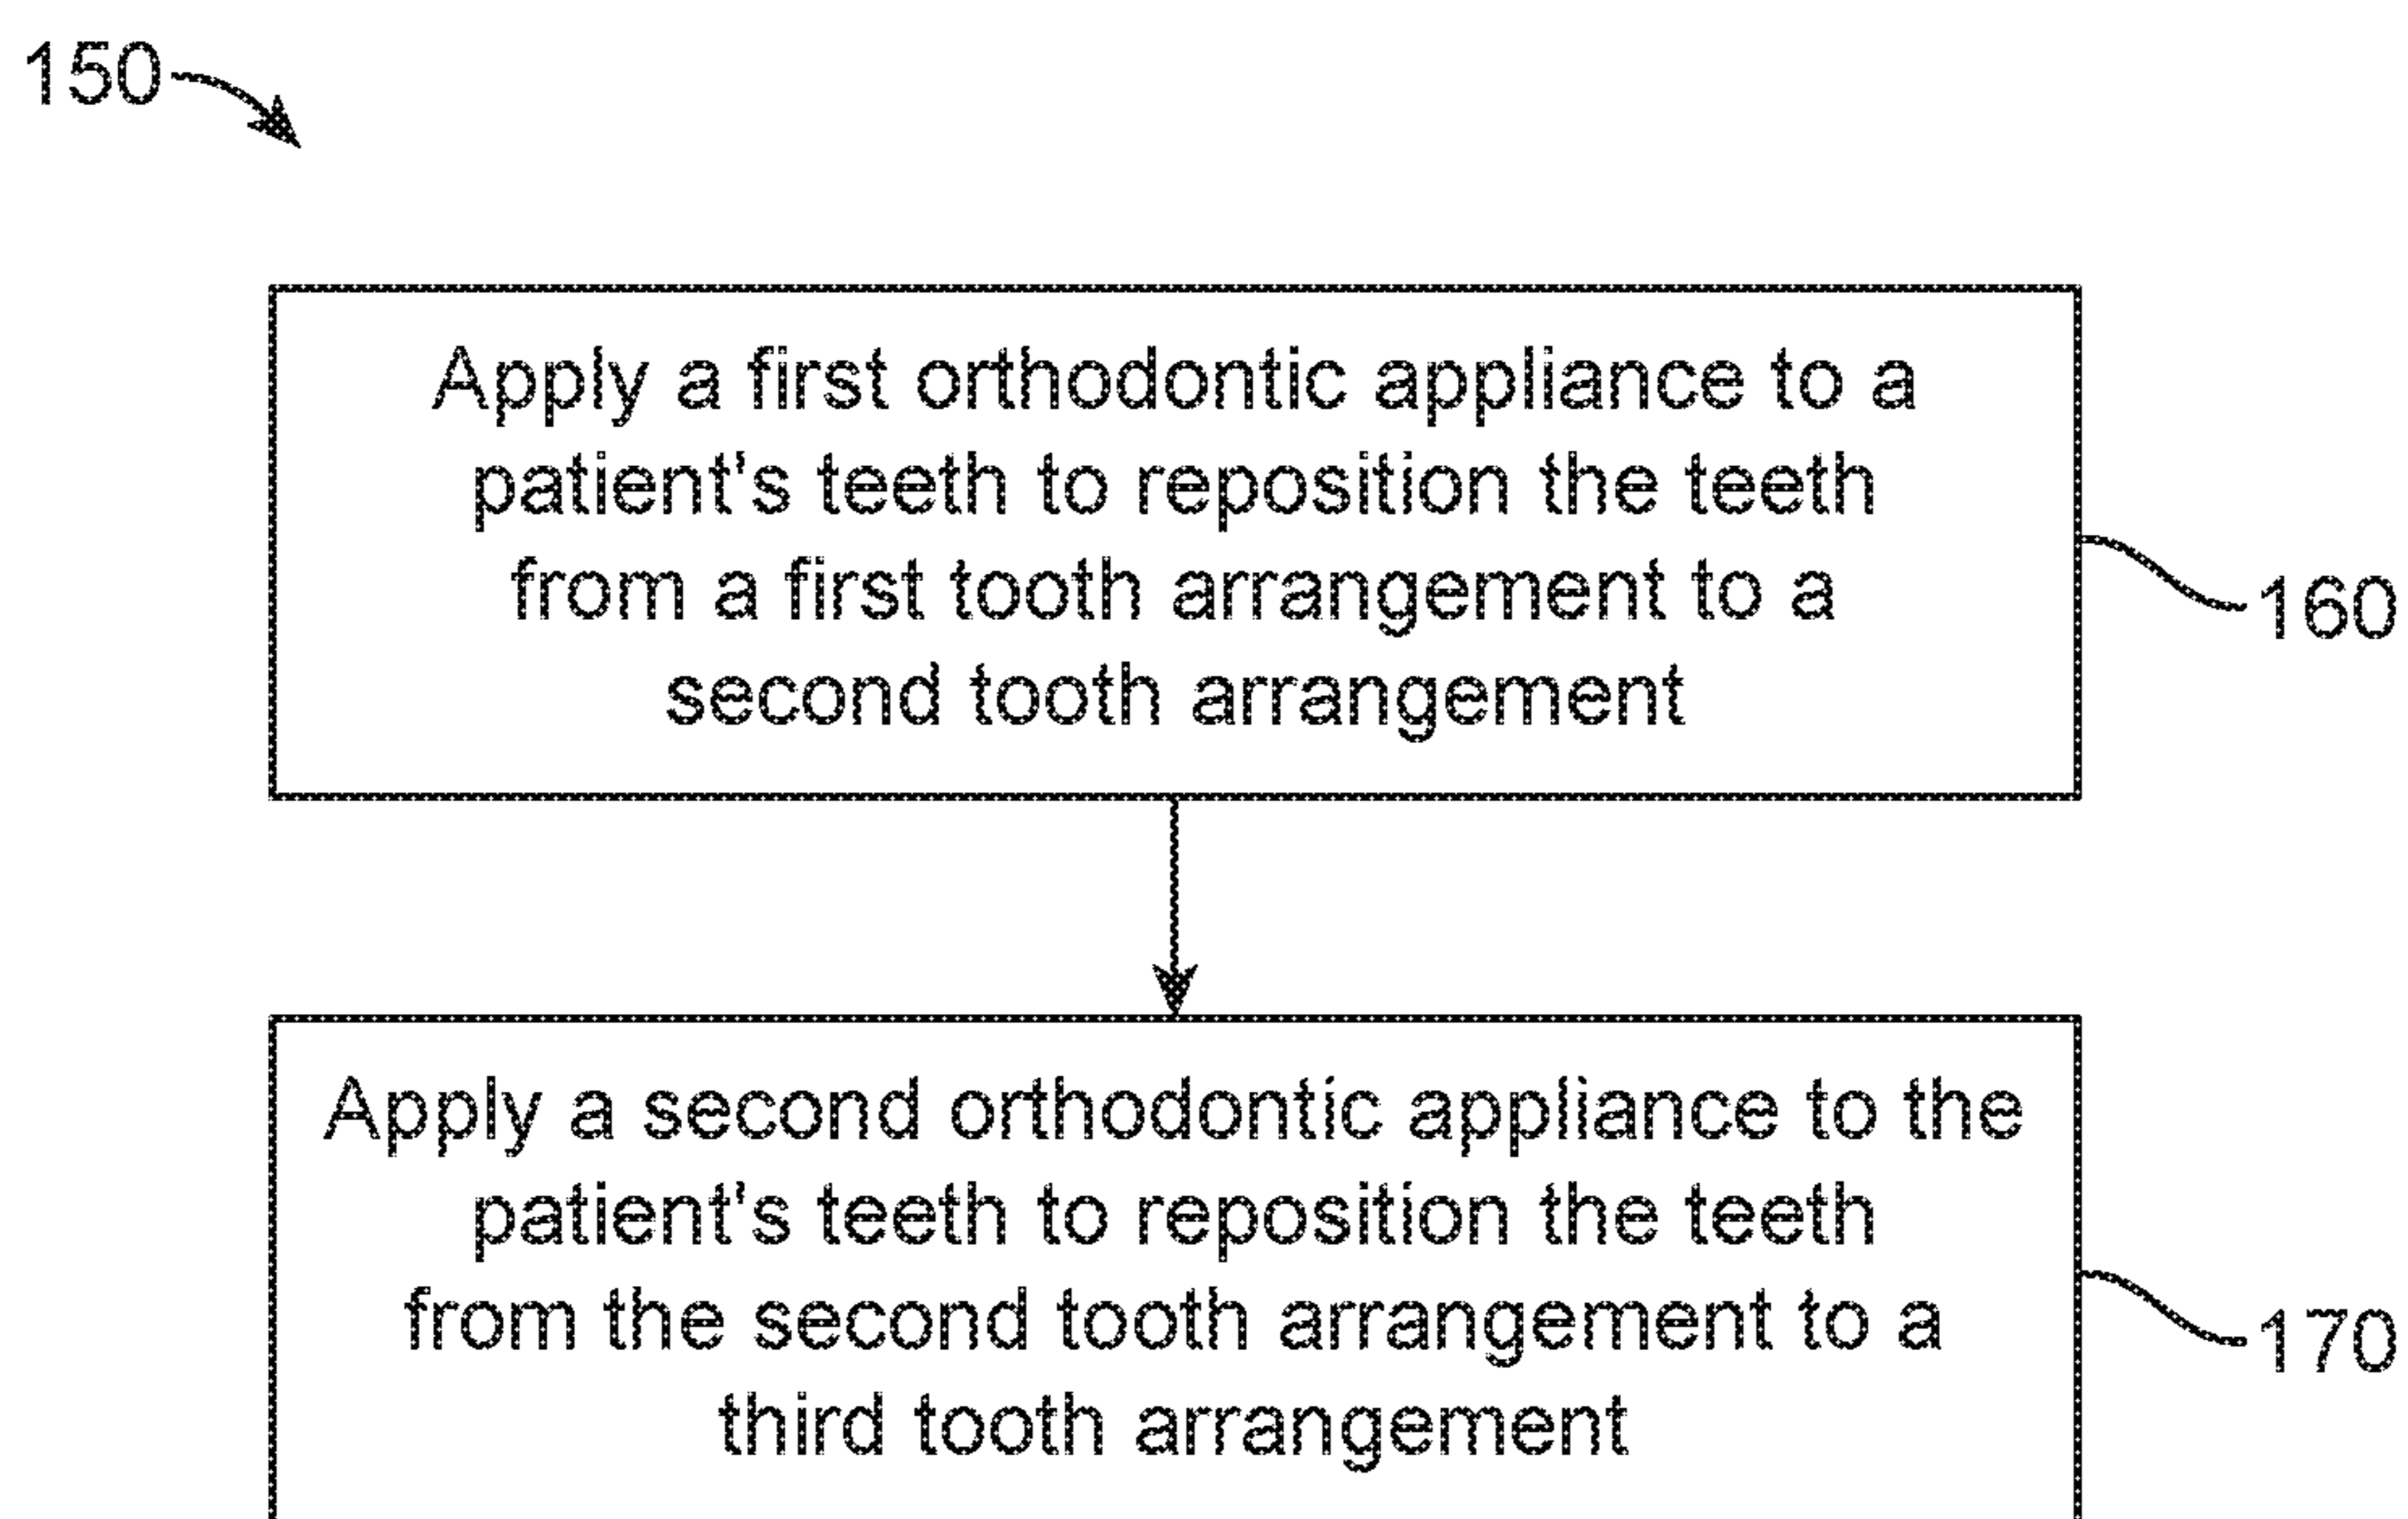 150
Apply a first orthodontic appliance to a
patient's teeth to reposition the teeth
from a first tooth arrangement to a
second tooth arrangement
160
Apply a second orthodontic appliance to the
patient's teeth to reposition the teeth
from the second tooth arrangement to a
third tooth arrangement
170